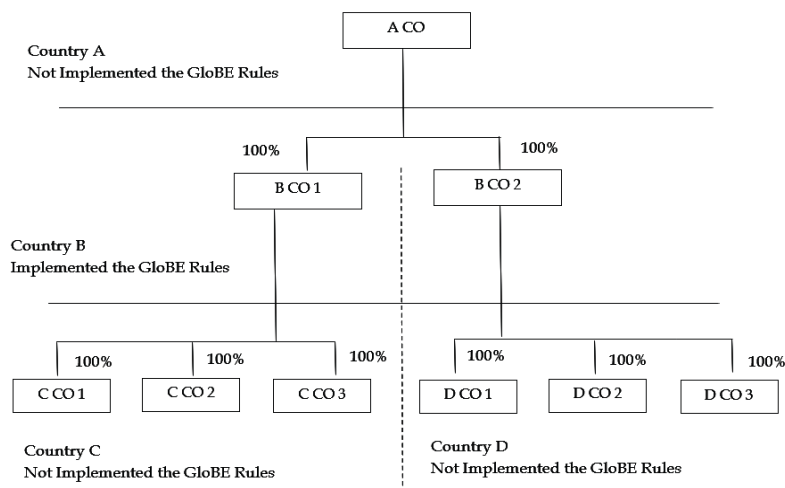 A CO
Country A
Not Implemented the GloBE Rules
100%
100%
B CO 1
B CO 2
Country B
Implemented the GloBE Rules
100%
100%
100%
100%
100%
100%
C CO 1
C CO 2
C CO 3
D CO 1
D CO 2
D CO 3
Country C
Not Implemented the GloBE Rules
Country D
Not Implemented the GloBE Rules